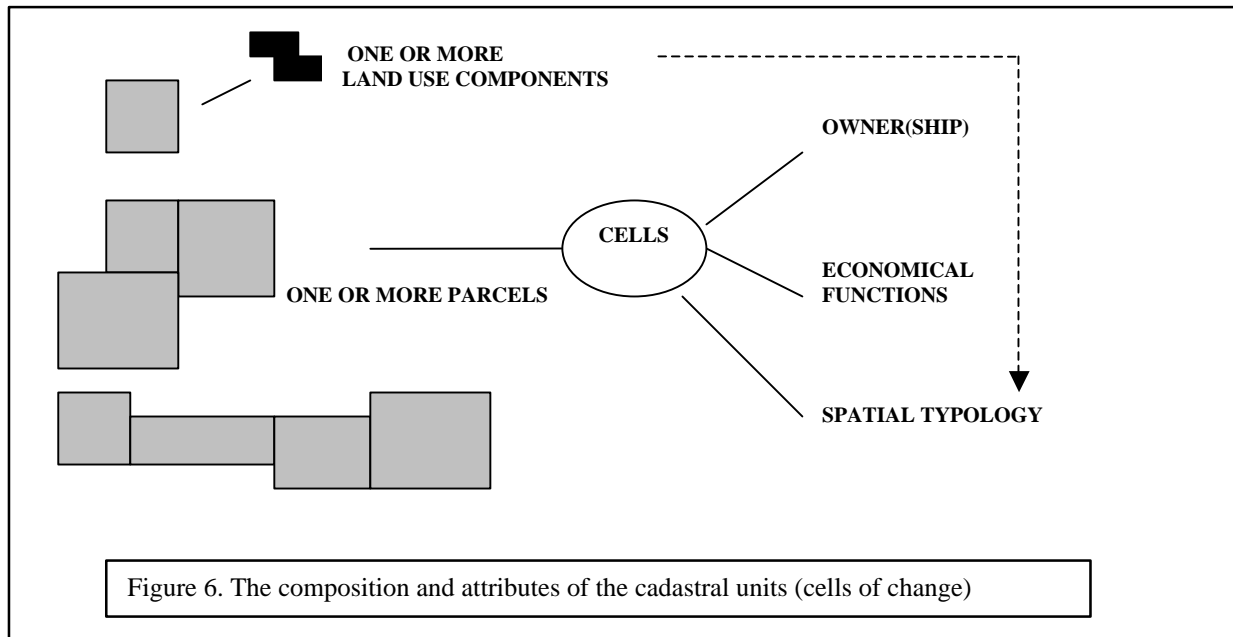 ONE OR MORE
LAND USE COMPONENTS
OWNER(SHIP)
CELLS
ECONOMICAL
FUNCTIONS
ONE OR MORE PARCELS
SPATIAL TYPOLOGY
Figure 6. The composition and attributes of the cadastral units (cells of change)